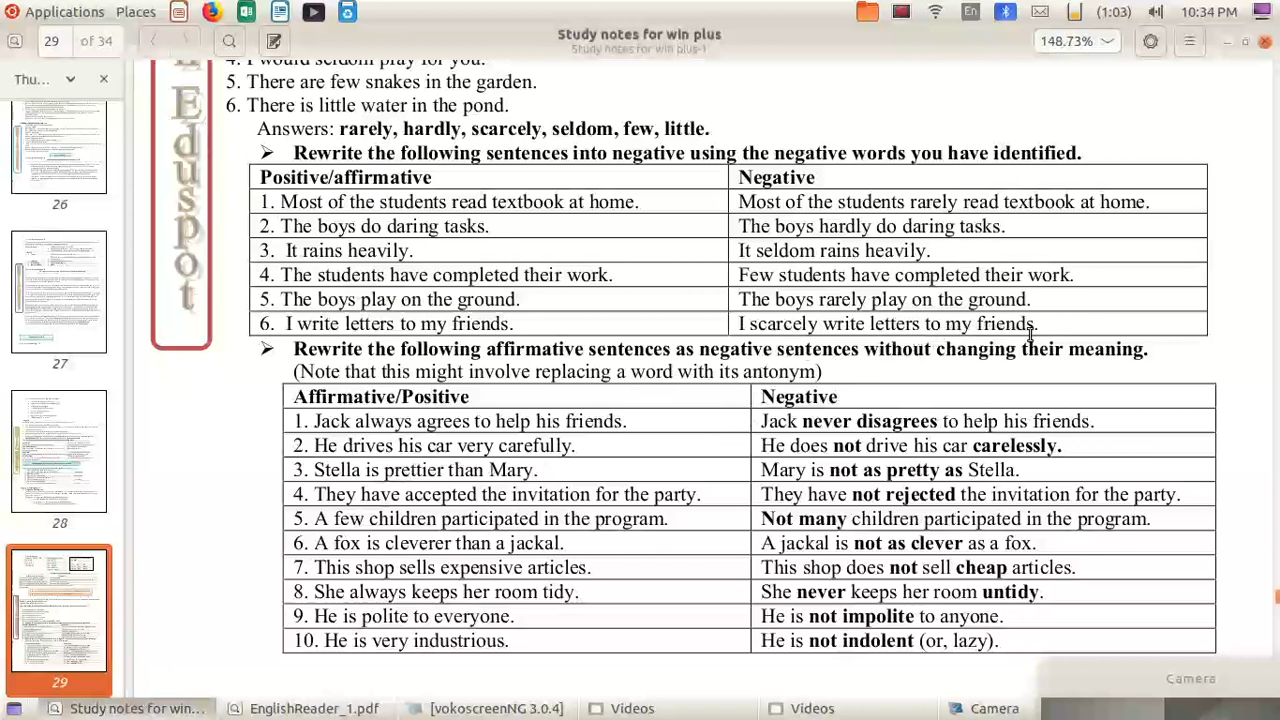 Applications Places En (1:03) 10:34 PM
29 of 34 Study notes for win plus 148.73%
Study notes for win plus-1
Thu...
4. I would seldom play for you.
5. There are few snakes in the garden.
6. There is little water in the pond.
Answers: rarely, hardly, scarcely, seldom, few, little.
Eduspot
➢ Rewrite the following sentences into negative using the negative words you have identified.
Positive/affirmative Negative
1. Most of the students read textbook at home. Most of the students rarely read textbook at home.
2. The boys do daring tasks. The boys hardly do daring tasks.
3. It rains heavily. It seldom rains heavily.
4. The students have completed their work. Few students have completed their work.
5. The boys play on the ground. The boys rarely play on the ground.
6. I write letters to my friends. I scarcely write letters to my friends.
➢ Rewrite the following affirmative sentences as negative sentences without changing their meaning.
(Note that this might involve replacing a word with its antonym)
Affirmative/Positive Negative
1. Jack always agrees to help his friends. Jack never disagrees to help his friends.
2. He drives his car very carefully. He does not drive his car carelessly.
3. Stella is prettier than Mary. Mary is not as pretty as Stella.
4. They have accepted the invitation for the party. They have not rejected the invitation for the party.
5. A few children participated in the program. Not many children participated in the program.
6. A fox is cleverer than a jackal. A jackal is not as clever as a fox.
7. This shop sells expensive articles. This shop does not sell cheap articles.
8. She always keeps her room tidy. She never keeps her room untidy.
9. He is polite to everyone. He is not impolite to anyone.
10. He is very industrious. He is not indolent (or, lazy).
26
27
28
29
Camera
Study notes for win... EnglishReader_1.pdf [vokoscreenNG 3.0.4] Videos Videos Camera